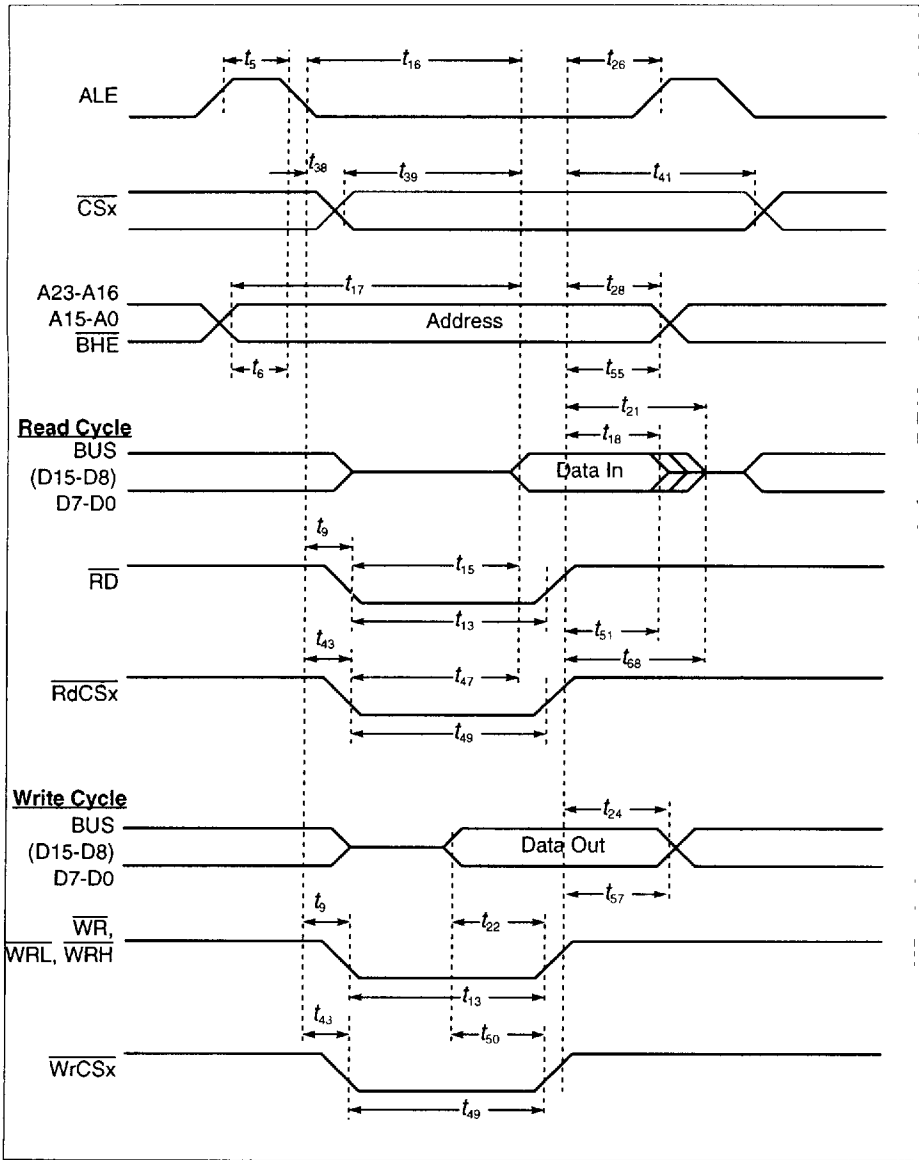 t5 t16 t26
ALE
t38 t39 t41
CSx
t17 t28
A23-A16
A15-A0
Address
BHE
t6 t55
t21
Read Cycle
t18
BUS
Data In
(D15-D8)
D7-D0
t9 t15
RD
t13 t51
t43 t68
t47
RdCSx
t49
Write Cycle
t24
BUS
Data Out
(D15-D8)
D7-D0
t57
t9 t22
WR,
WRL, WRH
t13
t43 t50
WrCSx
t49